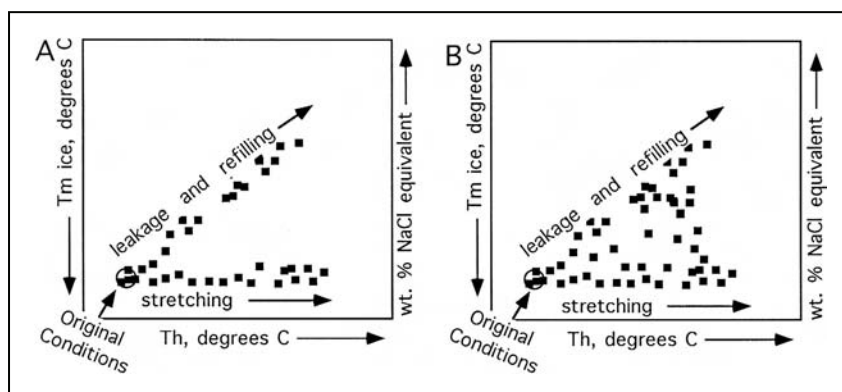 A
Tm ice, degrees C
leakage and refilling
stretching
Original
Conditions
Th, degrees C
wt. % NaCl equivalent
B
Tm ice, degrees C
leakage and refilling
stretching
Original
Conditions
Th, degrees C
wt. % NaCl equivalent